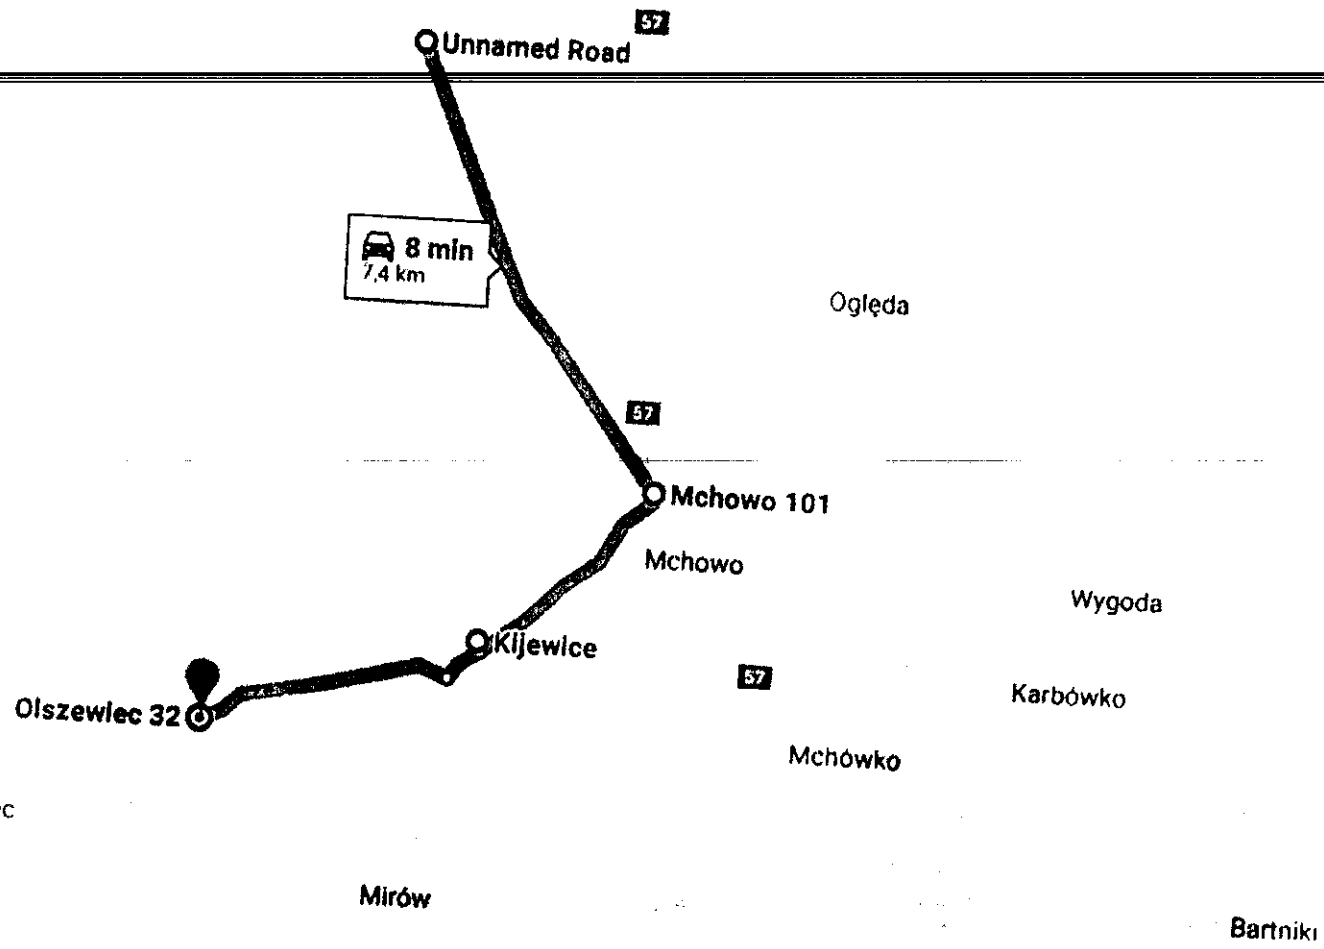 57
Unnamed Road
8 min
7,4 km
Oględa
57
Mchowo 101
Mchowo
Wygoda
Kijewice
57
Karbówko
Olszewiec 32
Mchówko
Mirów
Bartniki